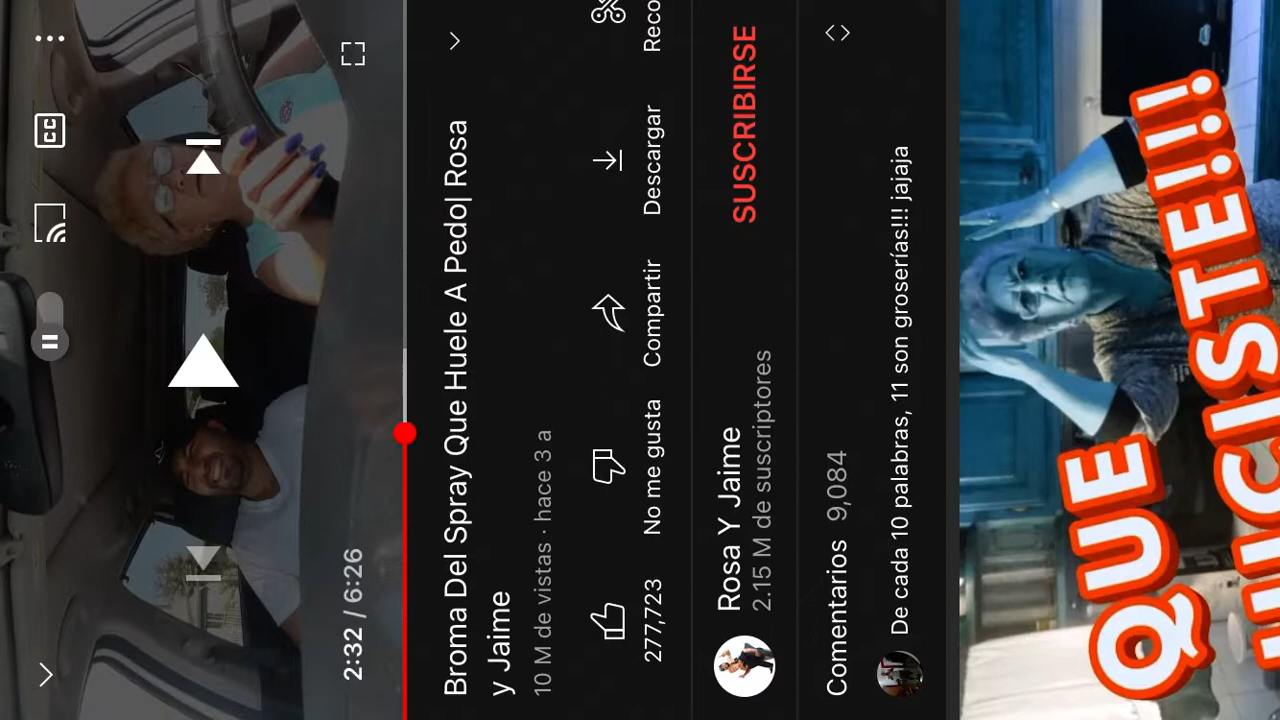 CC
2:32 / 6:26
Broma Del Spray Que Huele A Pedo| Rosa
y Jaime
10 M de vistas · hace 3 a
277,723
No me gusta
Compartir
Descargar
Reco
Rosa Y Jaime
2.15 M de suscriptores
SUSCRIBIRSE
Comentarios 9,084
De cada 10 palabras, 11 son groserías!!! jajaja
QUE
HICISTE!!!!